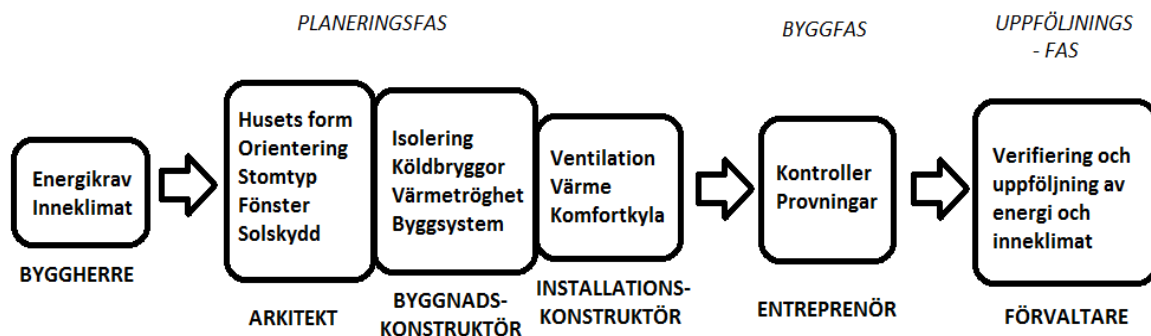 PLANERINGSFAS
BYGGFAS
UPPFÖLJNINGS
- FAS
Energikrav
Inneklimat
BYGGHERRE
Husets form
Orientering
Stomtyp
Fönster
Solskydd
ARKITEKT
Isolering
Köldbryggor
Värmetröghet
Byggsystem
BYGGNADS-
KONSTRUKTÖR
Ventilation
Värme
Komfortkyla
INSTALLATIONS-
KONSTRUKTÖR
Kontroller
Provningar
ENTREPRENÖR
Verifiering och
uppföljning av
energi och
inneklimat
FÖRVALTARE